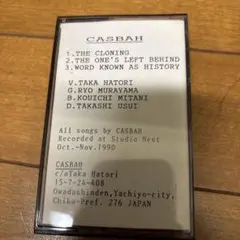 CASBAH
1.THE CLONING
2.THE ONE'S LEFT BEHIND
3.WORD KNOWN AS HISTORY
V.TAKA HATORI
G.RYO MURAYAMA
B.KOUICHI MITANI
D.TAKASHI USUI
All songs by CASBAH
Recorded at Studio Nest
Oct.-Nov.1990
CASBAH
c/oTaka Hatori
15-7-24-408
Owadashinden,Yachiyo-city,
Chiba-Pref. 276 JAPAN